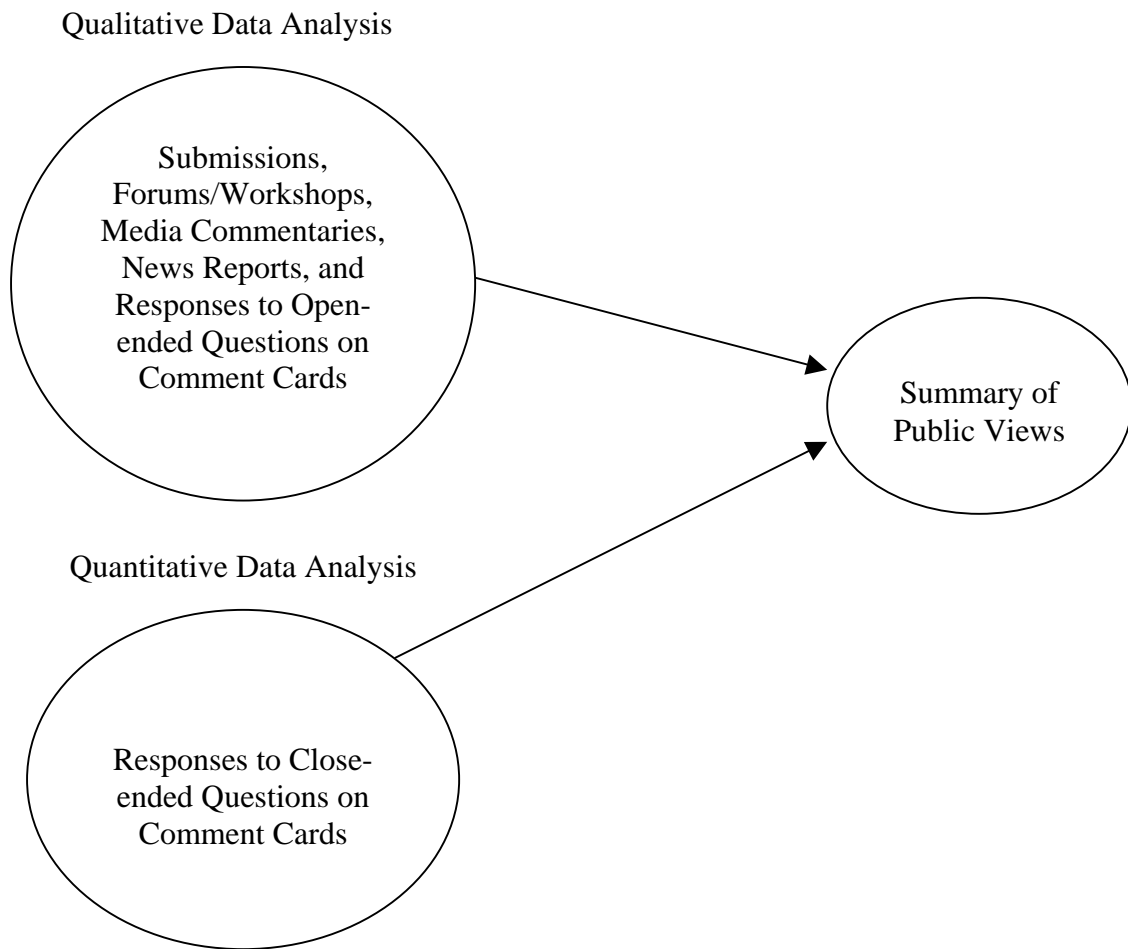 Qualitative Data Analysis
Submissions,
Forums/Workshops,
Media Commentaries,
News Reports, and
Responses to Open-
ended Questions on
Comment Cards
Summary of
Public Views
Quantitative Data Analysis
Responses to Close-
ended Questions on
Comment Cards